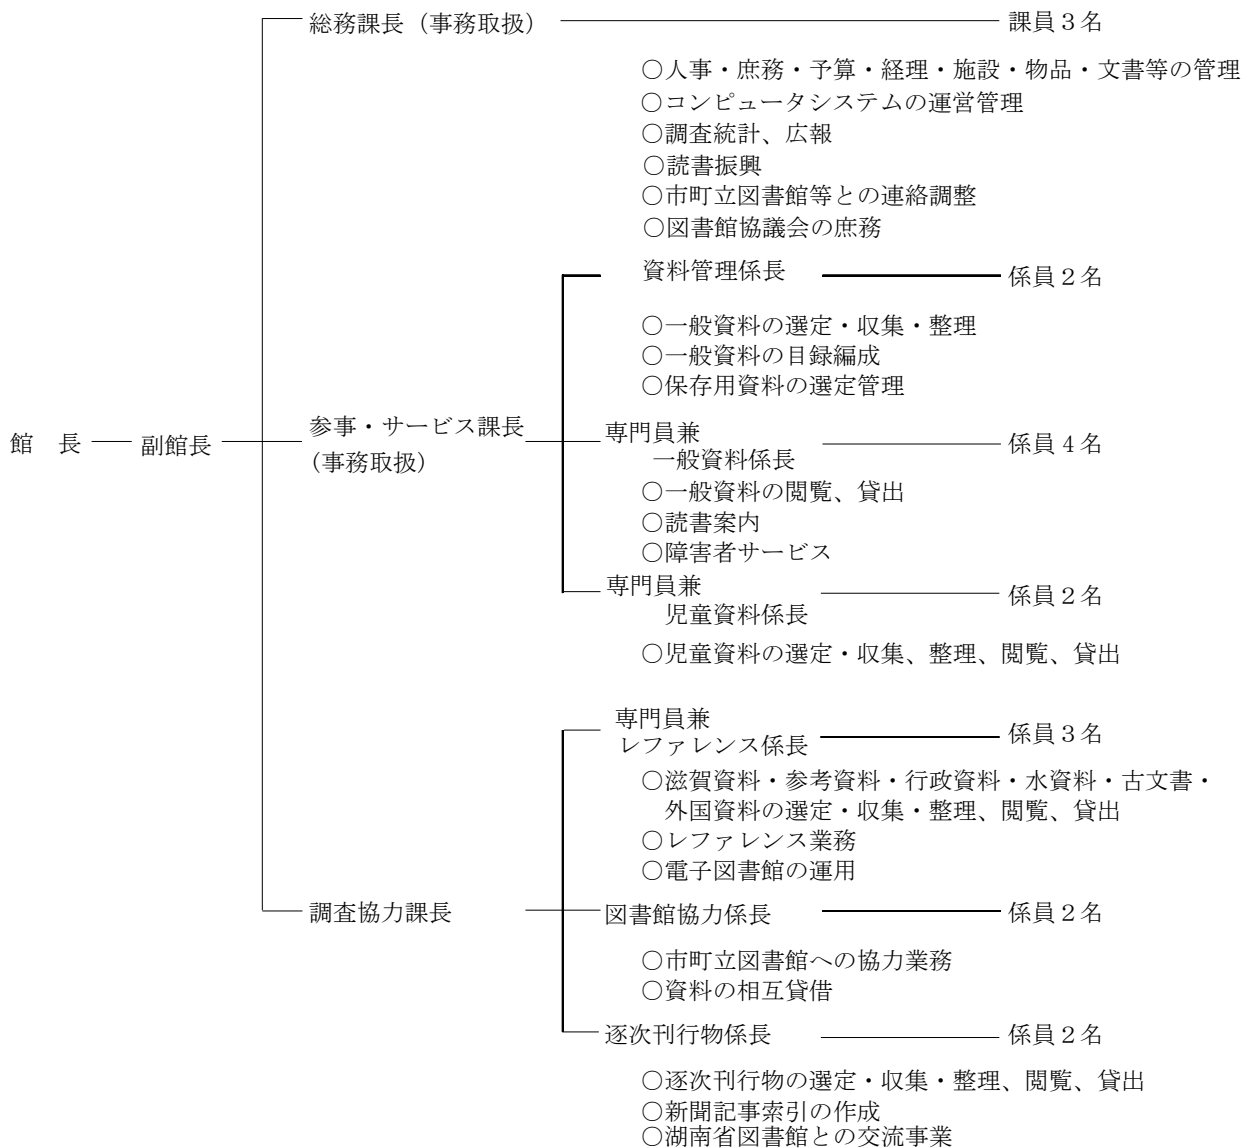 総務課長（事務取扱） 課員３名
○人事・庶務・予算・経理・施設・物品・文書等の管理
○コンピュータシステムの運営管理
○調査統計、広報
○読書振興
○市町立図書館等との連絡調整
○図書館協議会の庶務
資料管理係長 係員２名
○一般資料の選定・収集・整理
○一般資料の目録編成
○保存用資料の選定管理
館　長 副館長 参事・サービス課長
（事務取扱）
専門員兼
一般資料係長 係員４名
○一般資料の閲覧、貸出
○読書案内
○障害者サービス
専門員兼
児童資料係長 係員２名
○児童資料の選定・収集、整理、閲覧、貸出
専門員兼
レファレンス係長 係員３名
○滋賀資料・参考資料・行政資料・水資料・古文書・
外国資料の選定・収集・整理、閲覧、貸出
○レファレンス業務
○電子図書館の運用
調査協力課長 図書館協力係長 係員２名
○市町立図書館への協力業務
○資料の相互貸借
逐次刊行物係長 係員２名
○逐次刊行物の選定・収集・整理、閲覧、貸出
○新聞記事索引の作成
○湖南省図書館との交流事業